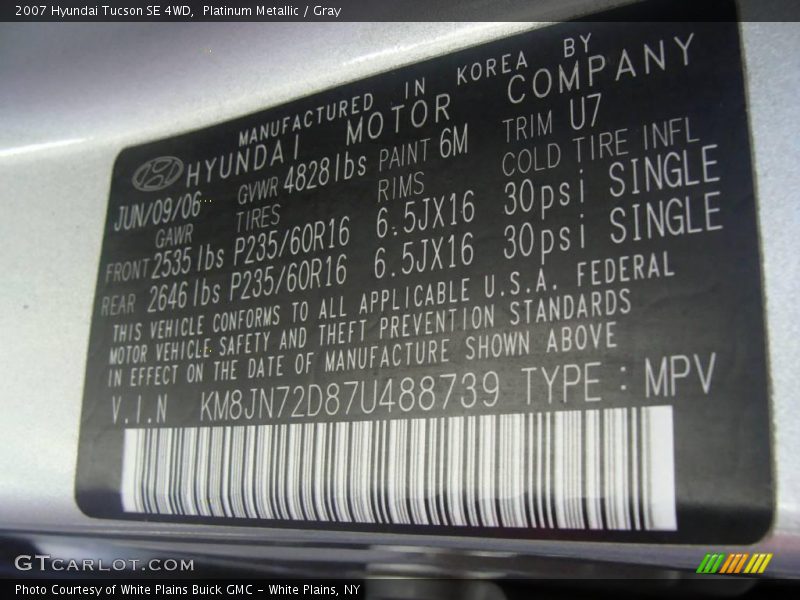 2007 Hyundai Tucson SE 4WD,  Platinum Metallic / Gray
MANUFACTURED IN KOREA BY
HYUNDAI MOTOR COMPANY
JUN/09/06 GVWR 4828 lbs PAINT 6M TRIM U7
GAWR TIRES RIMS COLD TIRE INFL
FRONT 2535 lbs P235/60R16 6.5JX16 30psi SINGLE
REAR 2646 lbs P235/60R16 6.5JX16 30psi SINGLE
THIS VEHICLE CONFORMS TO ALL APPLICABLE U.S.A. FEDERAL
MOTOR VEHICLE SAFETY AND THEFT PREVENTION STANDARDS
IN EFFECT ON THE DATE OF MANUFACTURE SHOWN ABOVE
V.I.N KM8JN72D87U488739 TYPE : MPV
GTCARLOT.COM
Photo Courtesy of White Plains Buick GMC - White Plains, NY